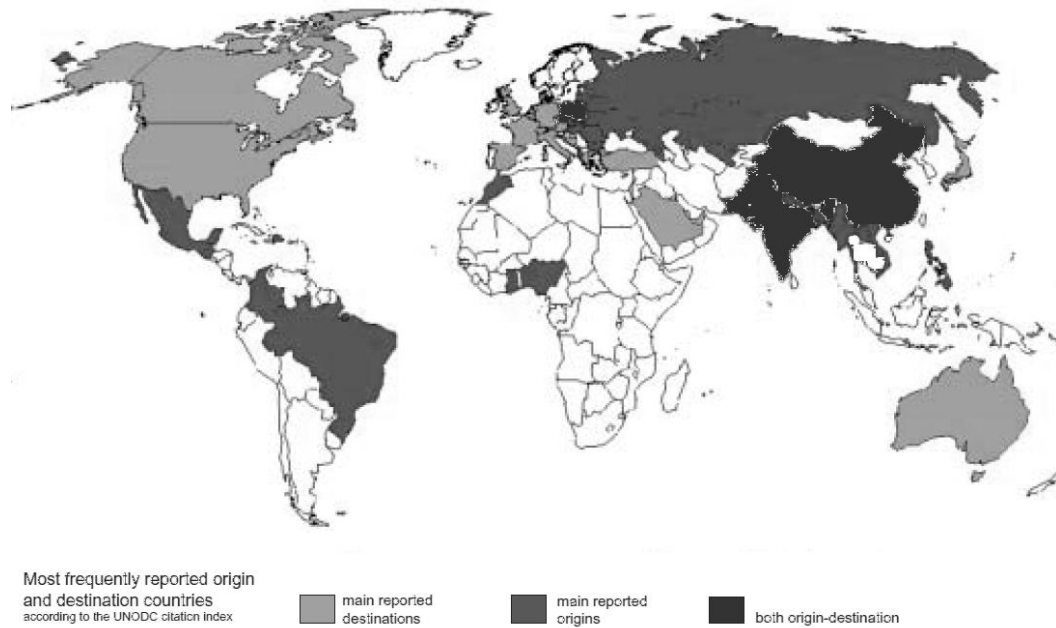 Most frequently reported origin
and destination countries
according to the UNODC citation index
main reported
destinations
main reported
origins
both origin-destination